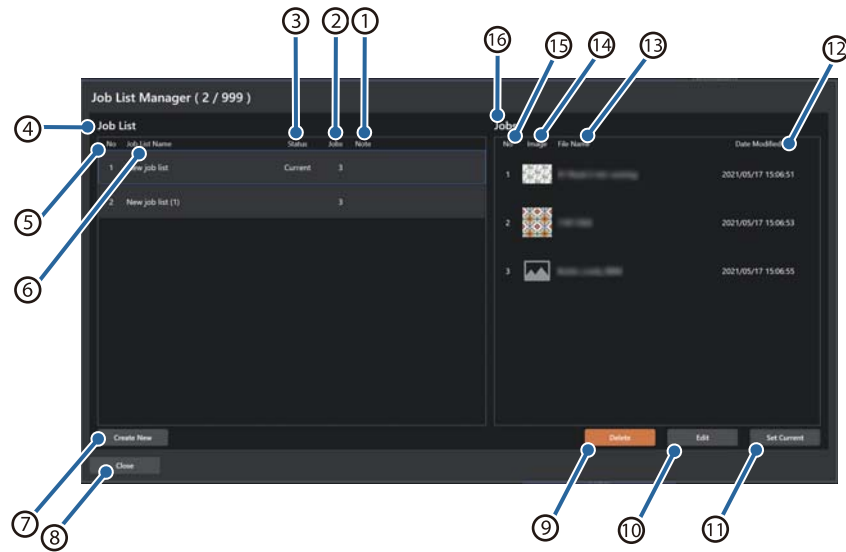 ③ ② ① ⑯ ⑮ ⑭ ⑬ ⑫
Job List Manager ( 2 / 999 )
④ Job List
Jobs
⑤ No Job List Name Status Jobs Note
No Image File Name Date Modified
1 New job list Current 3
1 2021/05/17 15:06:51
2 New job list (1) 3
2 2021/05/17 15:06:53
⑥
3 2021/05/17 15:06:55
Create New Delete Edit Set Current
Close
⑦ ⑧ ⑨ ⑩ ⑪